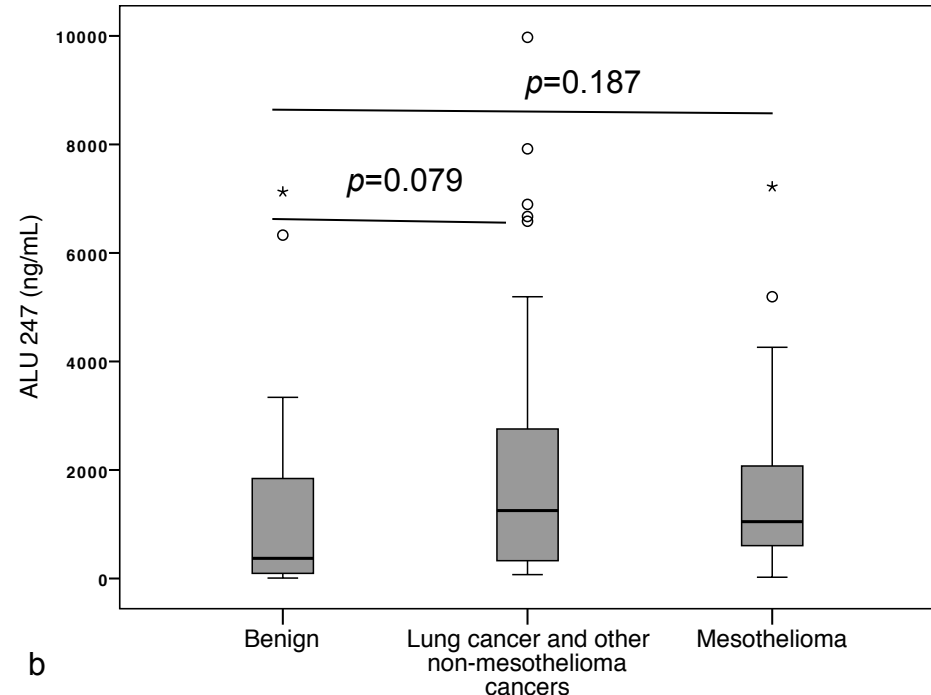 10000
p=0.187
8000
p=0.079
6000
ALU 247 (ng/mL)
4000
2000
0
Benign
Lung cancer and other
non-mesothelioma
cancers
Mesothelioma
b